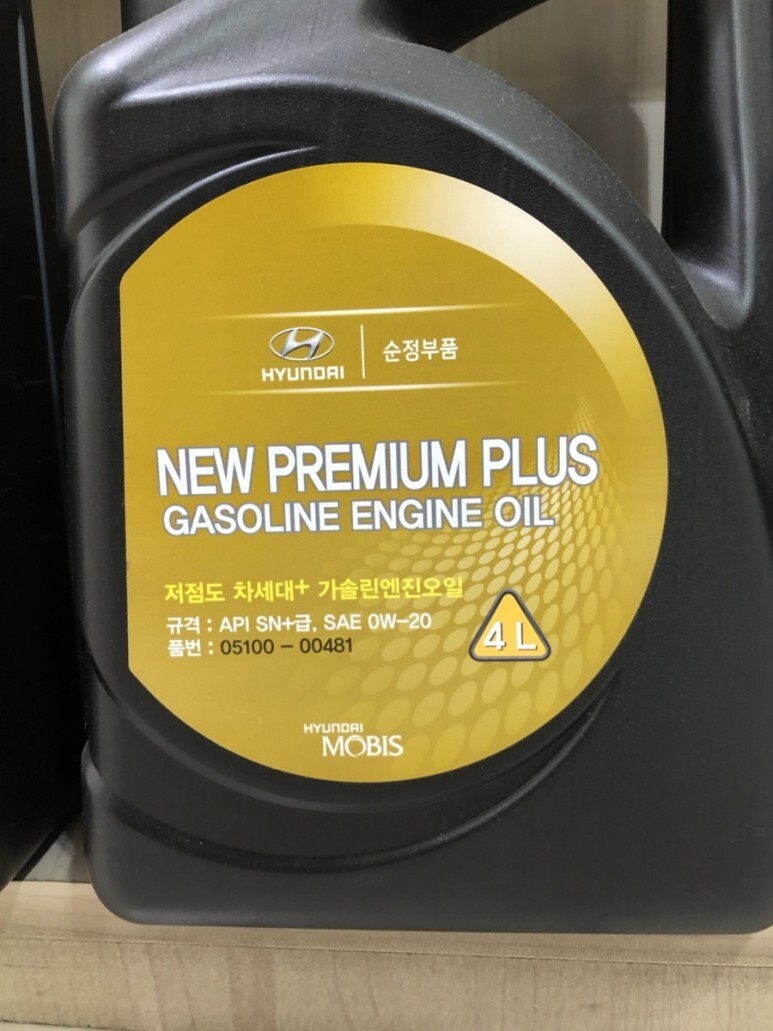 HYUNDAI 순정부품
NEW PREMIUM PLUS
GASOLINE ENGINE OIL
저점도 차세대+ 가솔린엔진오일
규격 : API SN+급, SAE 0W-20
품번 : 05100 - 00481
4 L
HYUNDAI
MOBIS